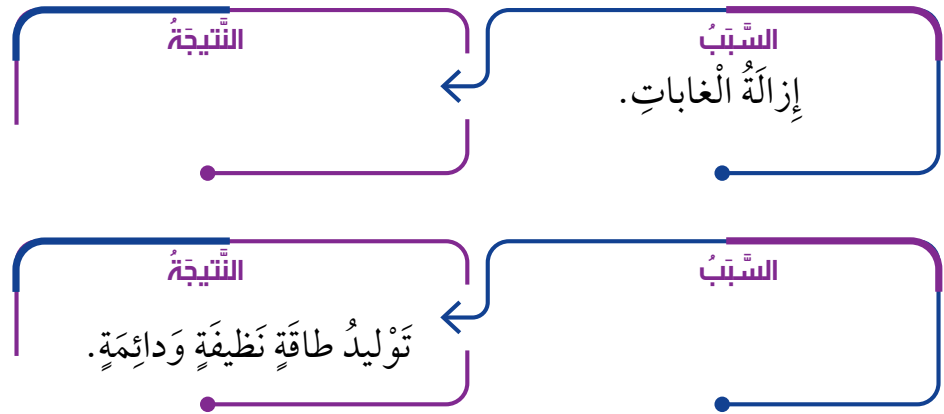 السَّبَبُ
إِزالَةُ الْغاباتِ.
النَّتيجَةُ
السَّبَبُ
النَّتيجَةُ
تَوْليدُ طاقَةٍ نَظيفَةٍ وَدائِمَةٍ.